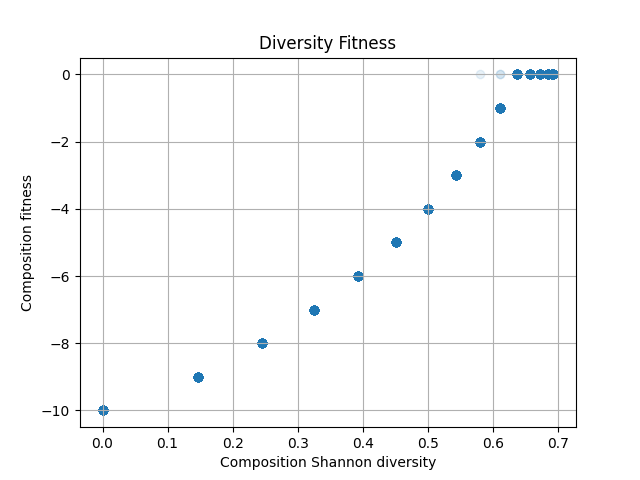 Diversity Fitness
Composition fitness
0
−2
−4
−6
−8
−10
0.0 0.1 0.2 0.3 0.4 0.5 0.6 0.7
Composition Shannon diversity